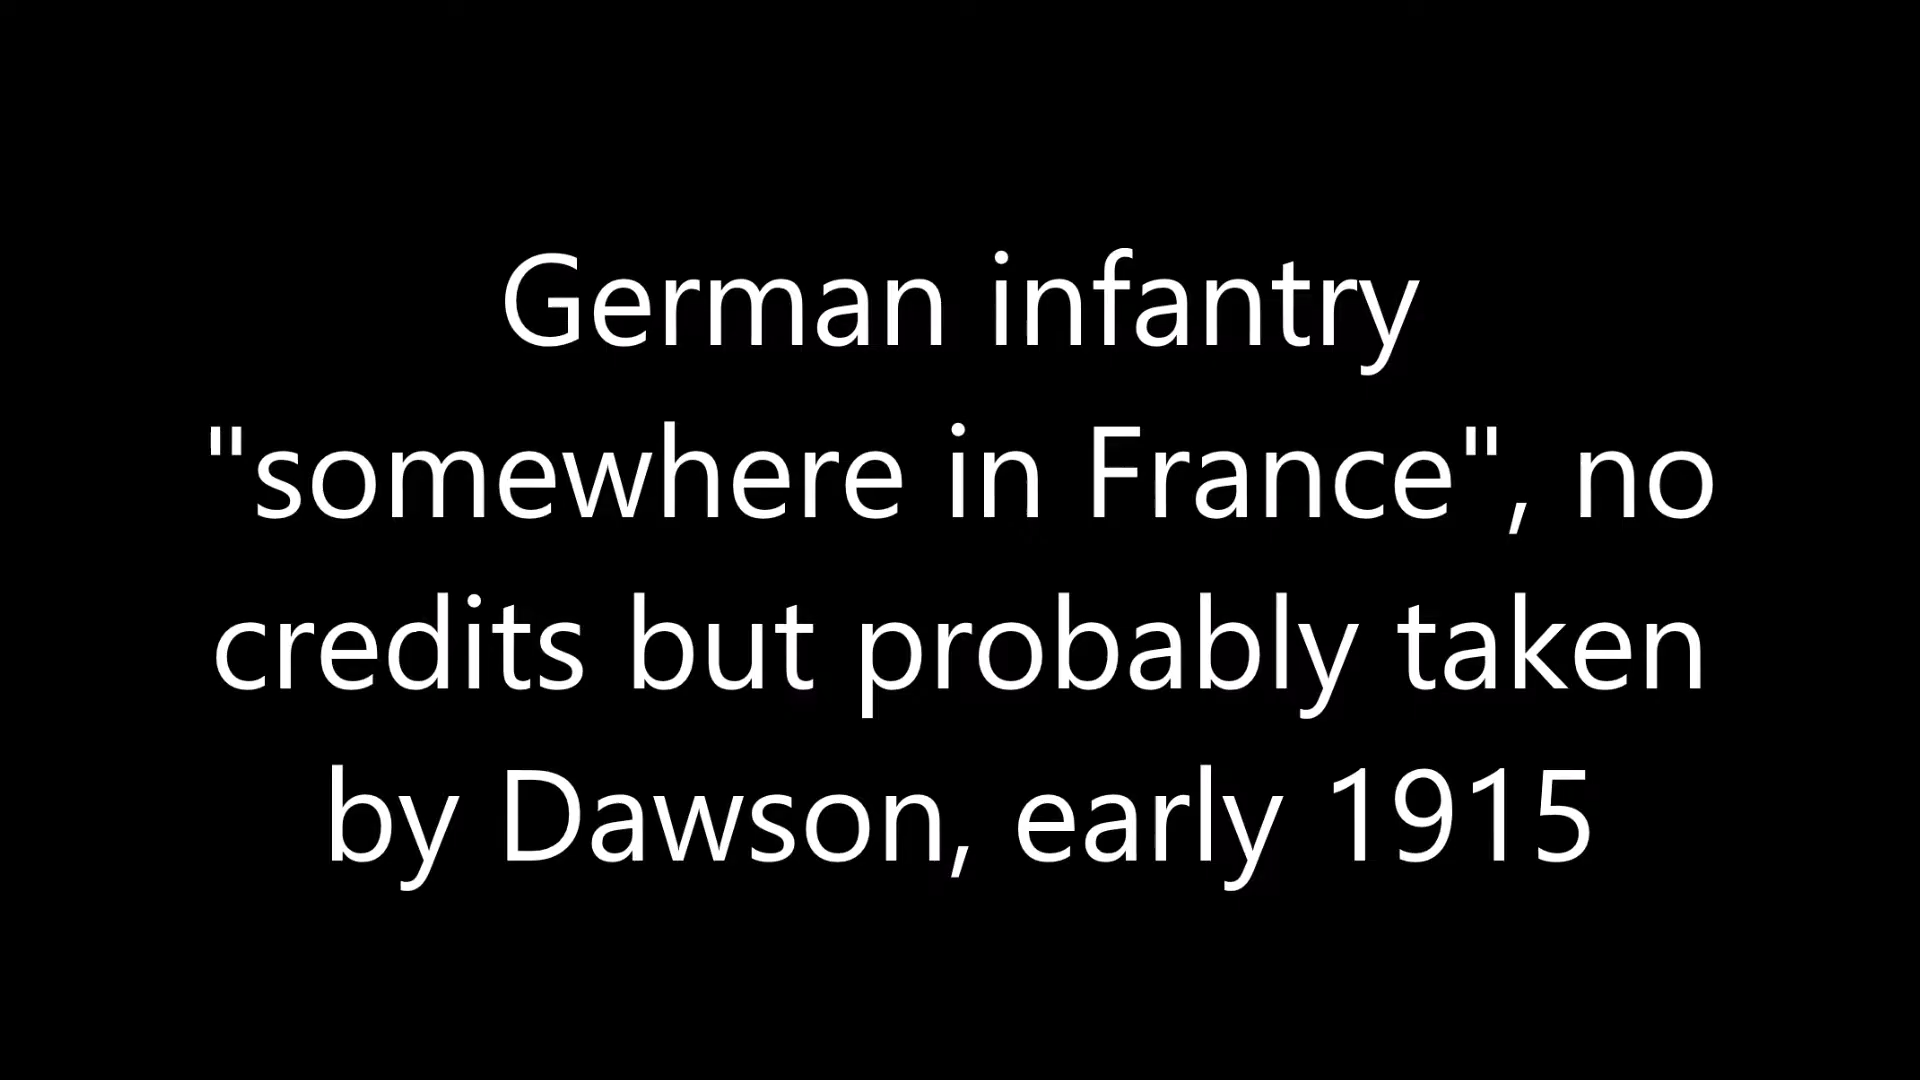 German infantry
"somewhere in France", no
credits but probably taken
by Dawson, early 1915